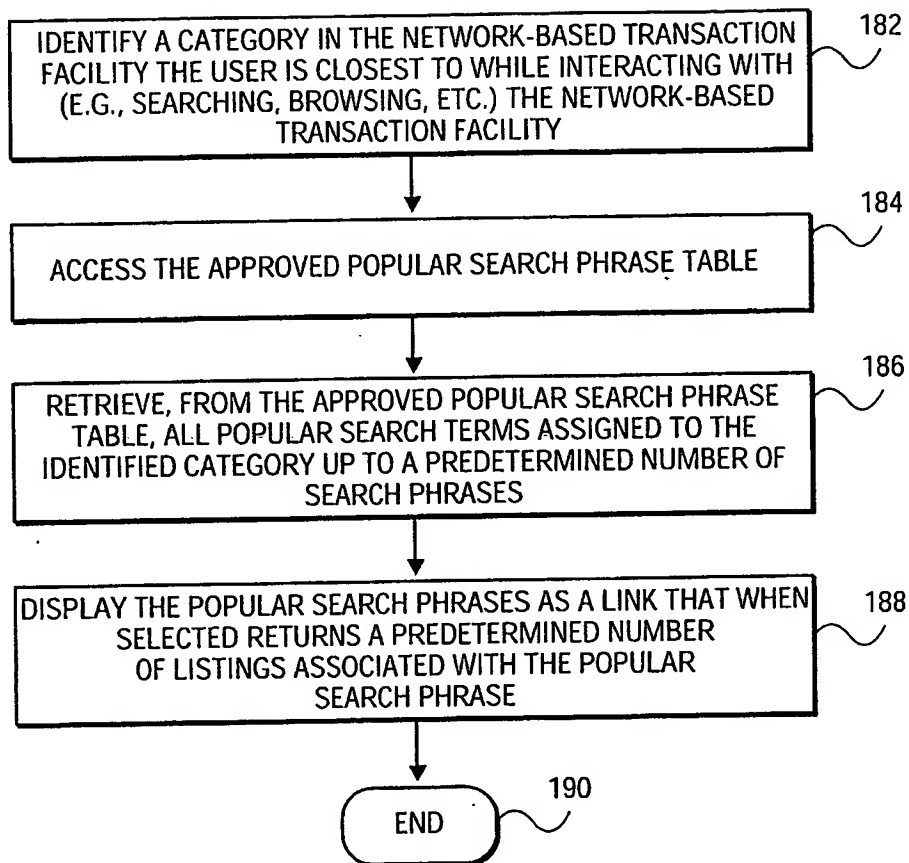 IDENTIFY A CATEGORY IN THE NETWORK-BASED TRANSACTION
FACILITY THE USER IS CLOSEST TO WHILE INTERACTING WITH
(E.G., SEARCHING, BROWSING, ETC.) THE NETWORK-BASED
TRANSACTION FACILITY
182
ACCESS THE APPROVED POPULAR SEARCH PHRASE TABLE
184
RETRIEVE, FROM THE APPROVED POPULAR SEARCH PHRASE
TABLE, ALL POPULAR SEARCH TERMS ASSIGNED TO THE
IDENTIFIED CATEGORY UP TO A PREDETERMINED NUMBER OF
SEARCH PHRASES
186
DISPLAY THE POPULAR SEARCH PHRASES AS A LINK THAT WHEN
SELECTED RETURNS A PREDETERMINED NUMBER
OF LISTINGS ASSOCIATED WITH THE POPULAR
SEARCH PHRASE
188
END
190